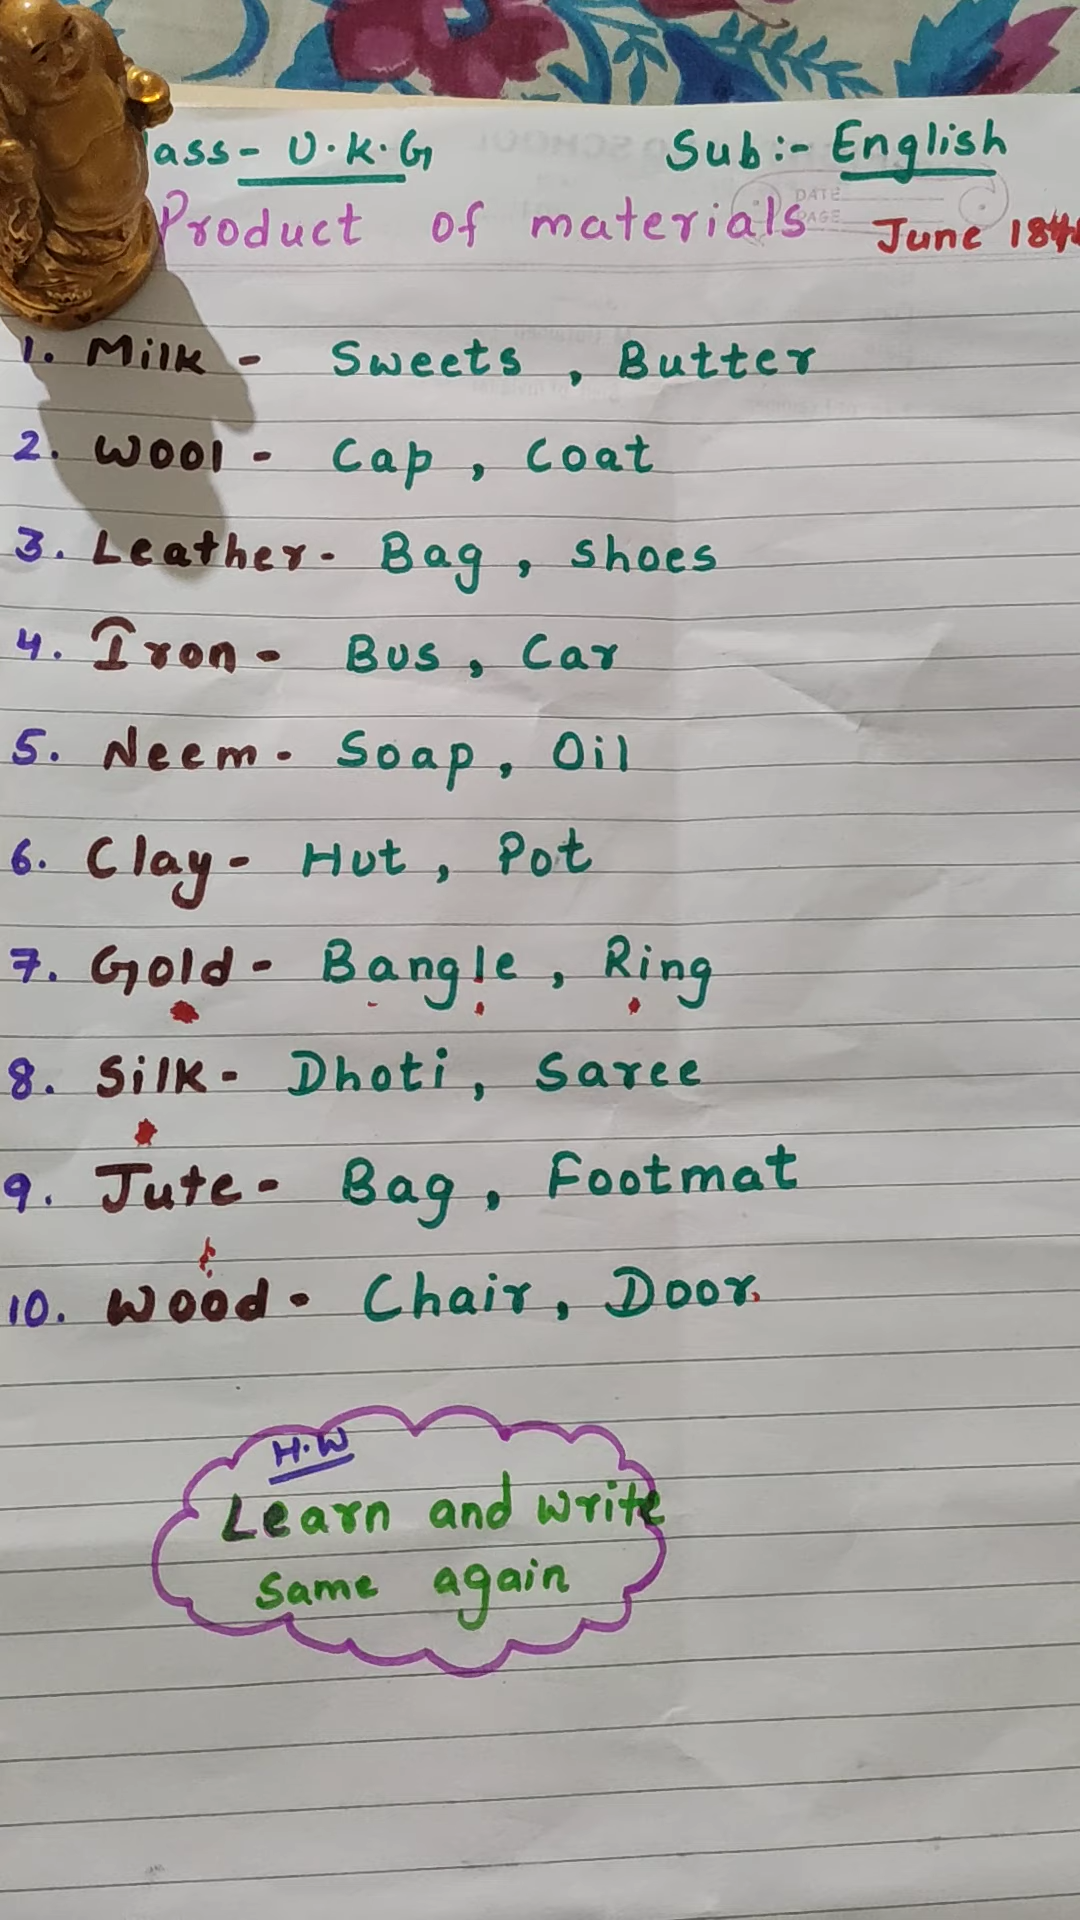 ass- U.K.G Sub:- English
DATE
PAGE
Product of materials June
1. Milk - Sweets , Butter
2. Wool - Cap , Coat
3. Leather - Bag , Shoes
4. Iron - Bus , Car
5. Neem - Soap , Oil
6. Clay - Hut , Pot
7. Gold - Bangle , Ring
8. Silk - Dhoti , Saree
9. Jute - Bag , Footmat
10. Wood - Chair , Door.
H.W
Learn and write
Same again